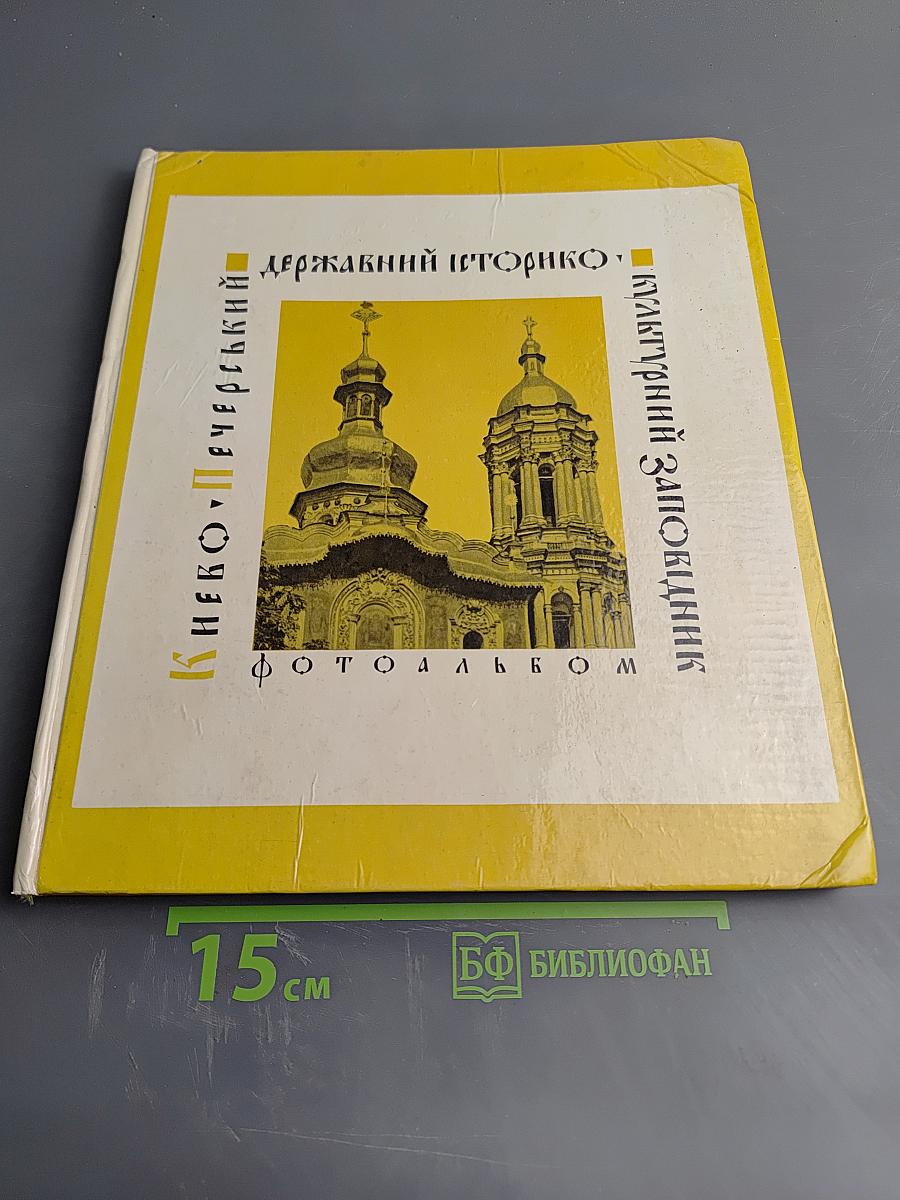 Києво-Печерський
державний історико-
культурний заповідник
фотоальбом
15 см
БФ БИБЛИОФАН